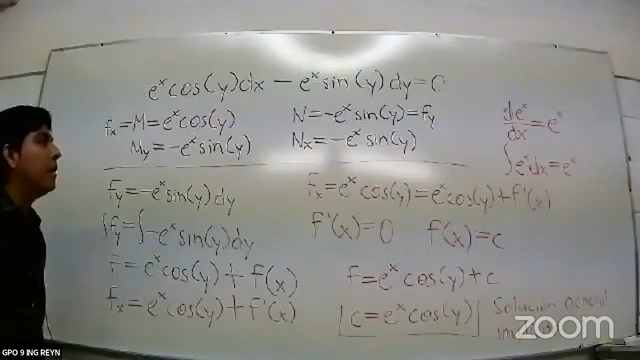 e^x cos(y)dx − e^x sin(y)dy=0
f_x=M=e^x cos(y)
M_y=−e^x sin(y)
N=−e^x sin(y)=f_y
N_x=−e^x sin(y)
de^x/dx=e^x
∫e^x dx=e^x
f_y=−e^x sin(y)dy
∫f_y=∫−e^x sin(y)dy
F=e^x cos(y)+f(x)
f_x=e^x cos(y)+f'(x)
f_x=e^x cos(y)=e^x cos(y)+f'(x)
f'(x)=0 f(x)=c
f=e^x cos(y)+c
c=e^x cos(y)
Solución general
zoom
GPO 9 ING REYN